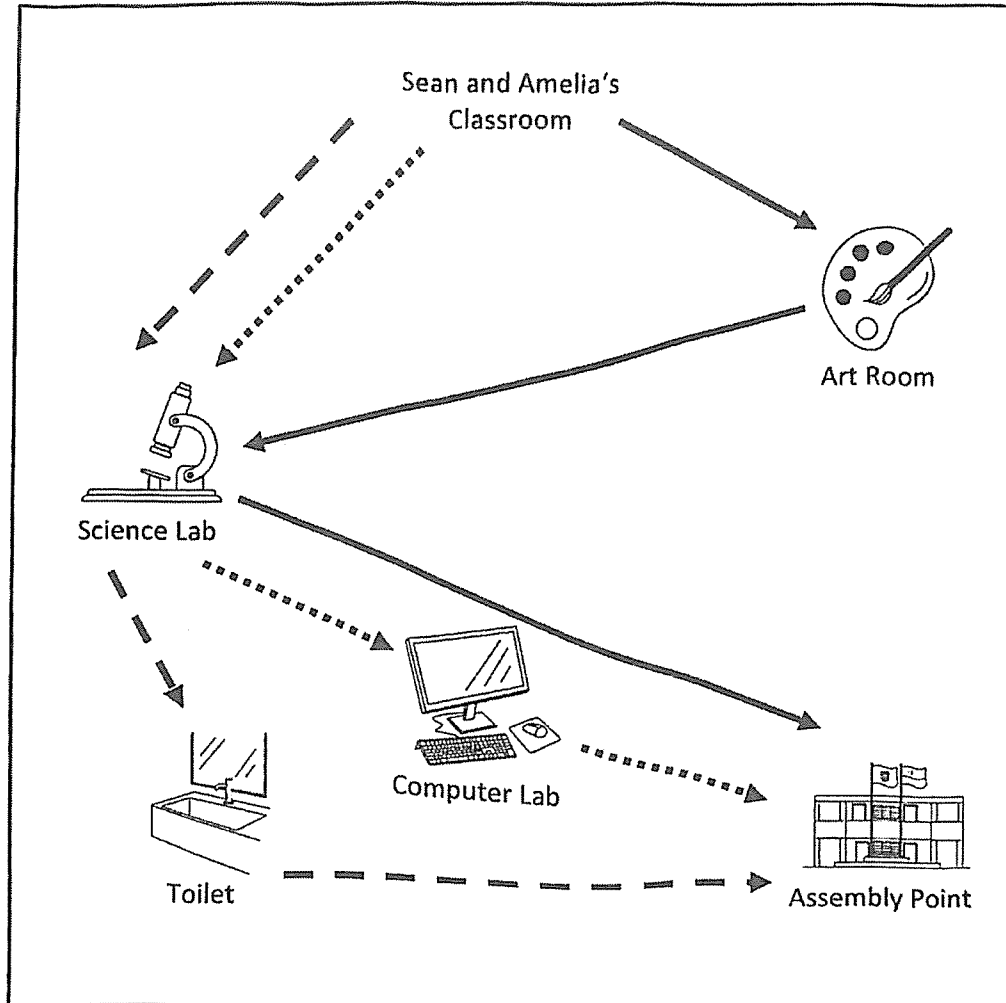 Sean and Amelia's
Classroom
Art Room
Science Lab
Computer Lab
Toilet
Assembly Point